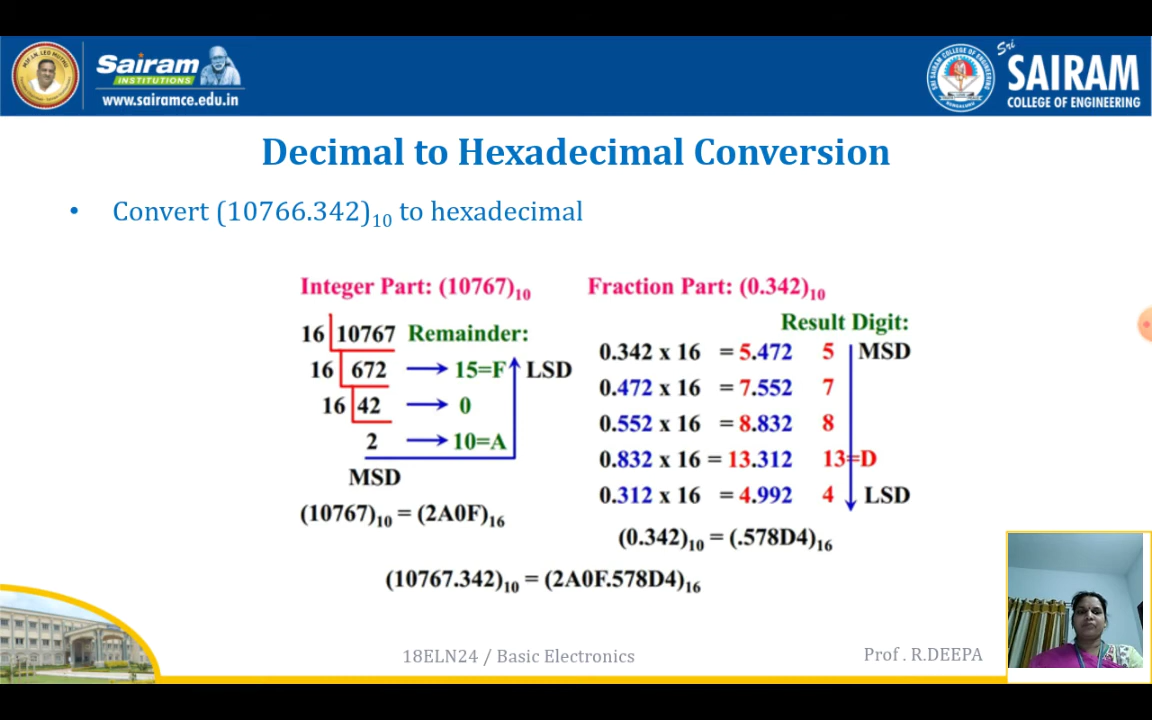 Sairam
INSTITUTIONS
www.sairamce.edu.in
Sri
SAIRAM
COLLEGE OF ENGINEERING
Decimal to Hexadecimal Conversion
• Convert (10766.342)10 to hexadecimal
Integer Part: (10767)10
16 10767 Remainder:
16 672 → 15=F LSD
16 42 → 0
2 → 10=A
MSD
(10767)10 = (2A0F)16
Fraction Part: (0.342)10
Result Digit:
0.342 x 16 = 5.472 5 MSD
0.472 x 16 = 7.552 7
0.552 x 16 = 8.832 8
0.832 x 16 = 13.312 13=D
0.312 x 16 = 4.992 4 LSD
(0.342)10 = (.578D4)16
(10767.342)10 = (2A0F.578D4)16
18ELN24 / Basic Electronics
Prof . R.DEEPA